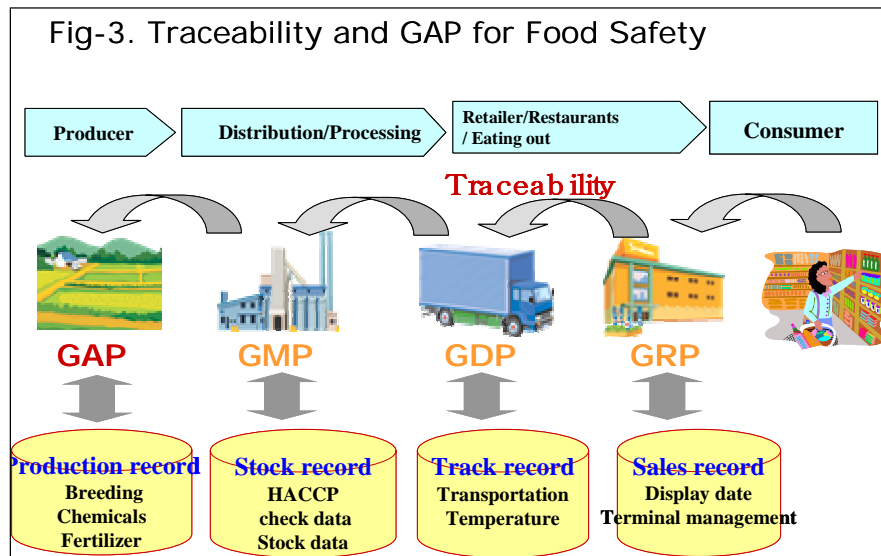 Fig-3. Traceability and GAP for Food Safety
Producer
Distribution/Processing
Retailer/Restaurants
/ Eating out
Consumer
Traceability
GAP
GMP
GDP
GRP
Production record
Breeding
Chemicals
Fertilizer
Stock record
HACCP
check data
Stock data
Track record
Transportation
Temperature
Sales record
Display date
Terminal management